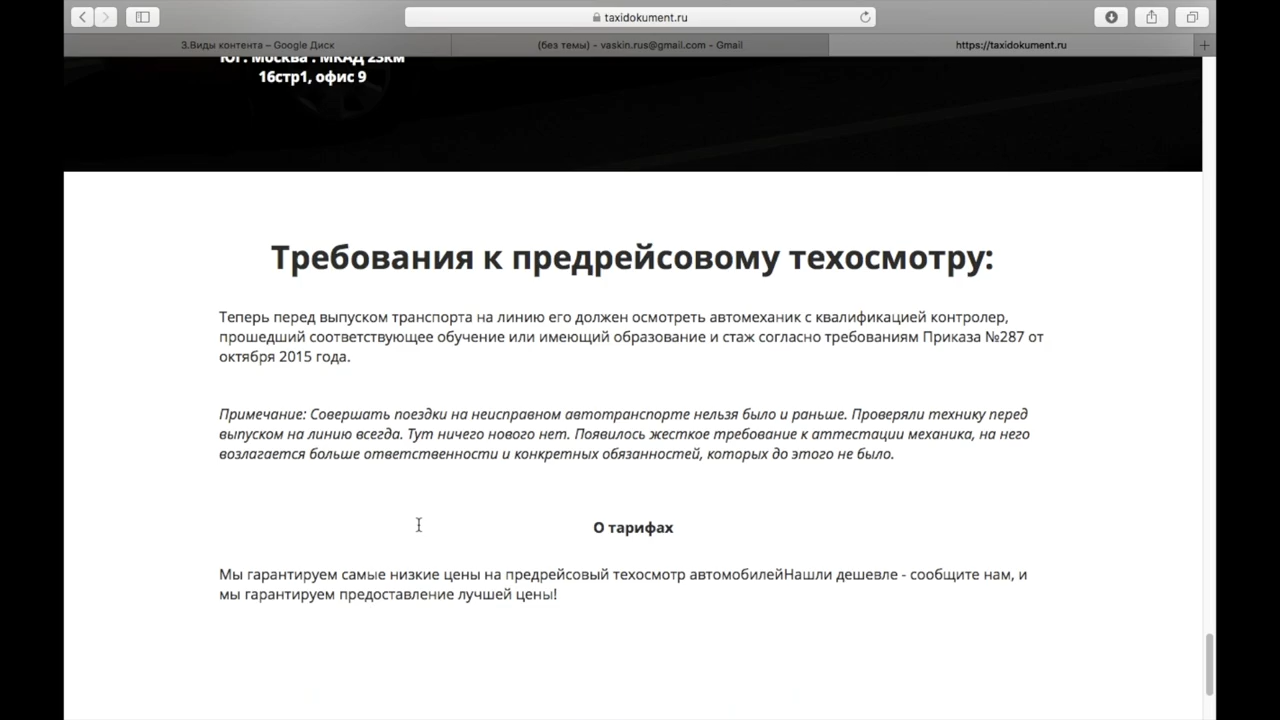 taxidokument.ru
3.Виды контента – Google Диск
(без темы) - vaskin.rus@gmail.com - Gmail
https://taxidokument.ru
ЮГ: Москва : МКАД 23км
16стр1, офис 9
Требования к предрейсовому техосмотру:
Теперь перед выпуском транспорта на линию его должен осмотреть автомеханик с квалификацией контролер,
прошедший соответствующее обучение или имеющий образование и стаж согласно требованиям Приказа №287 от
октября 2015 года.
Примечание: Совершать поездки на неисправном автотранспорте нельзя было и раньше. Проверяли технику перед
выпуском на линию всегда. Тут ничего нового нет. Появилось жесткое требование к аттестации механика, на него
возлагается больше ответственности и конкретных обязанностей, которых до этого не было.
О тарифах
Мы гарантируем самые низкие цены на предрейсовый техосмотр автомобилейНашли дешевле - сообщите нам, и
мы гарантируем предоставление лучшей цены!